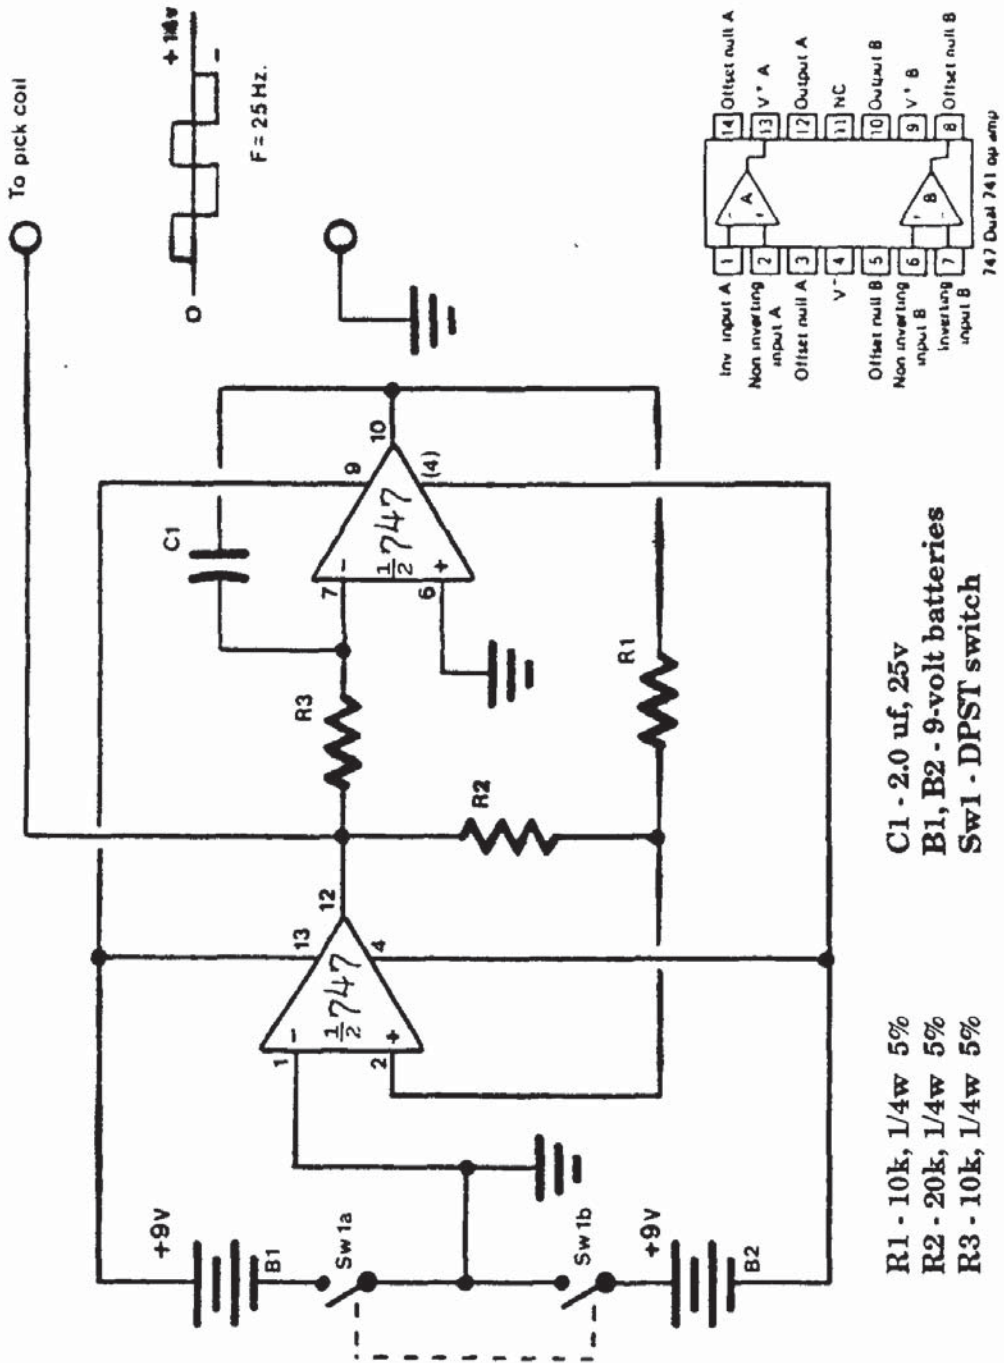 To pick coil
+18v
O
–
F = 25 Hz.
+9V
B1
Sw1a
Sw1b
+9V
B2
1
–
2
+
½ 747
13
4
12
R3
R2
C1
7
–
6
+
½ 747
9
(4)
10
R1
R1 - 10k, 1/4w 5%
R2 - 20k, 1/4w 5%
R3 - 10k, 1/4w 5%
C1 - 2.0 uf, 25v
B1, B2 - 9-volt batteries
Sw1 - DPST switch
Inv input A 1
Non inverting input A 2
Offset null A 3
V⁻ 4
Offset null B 5
Non inverting input B 6
Inverting input B 7
14 Offset null A
13 V⁺ A
12 Output A
11 NC
10 Output B
9 V⁺ B
8 Offset null B
A
B
747 Dual 741 op amp